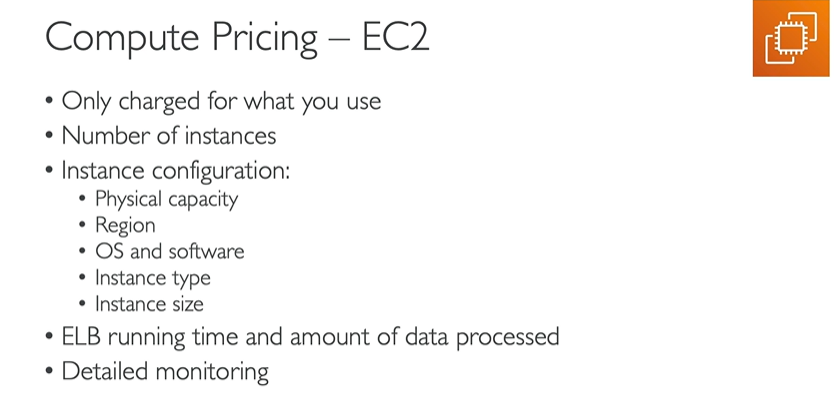 Compute Pricing – EC2
• Only charged for what you use
• Number of instances
• Instance configuration:
• Physical capacity
• Region
• OS and software
• Instance type
• Instance size
• ELB running time and amount of data processed
• Detailed monitoring